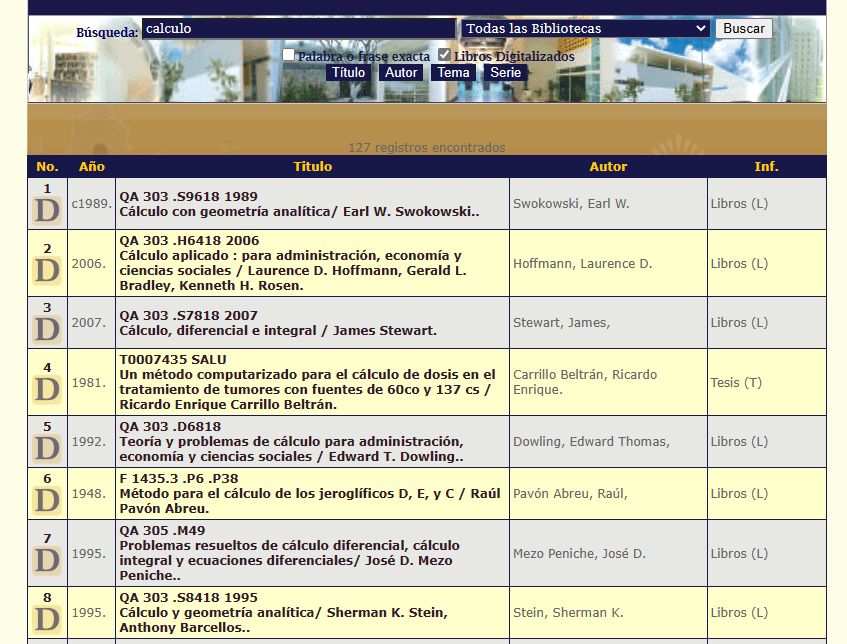 Búsqueda: calculo Todas las Bibliotecas Buscar
Palabra o frase exacta Libros Digitalizados
Título Autor Tema Serie
127 registros encontrados
No. Año Titulo Autor Inf.
1
D
c1989.
QA 303 .S9618 1989
Cálculo con geometría analítica/ Earl W. Swokowski..
Swokowski, Earl W.
Libros (L)
2
D
2006.
QA 303 .H6418 2006
Cálculo aplicado : para administración, economía y
ciencias sociales / Laurence D. Hoffmann, Gerald L.
Bradley, Kenneth H. Rosen.
Hoffmann, Laurence D.
Libros (L)
3
D
2007.
QA 303 .S7818 2007
Cálculo, diferencial e integral / James Stewart.
Stewart, James,
Libros (L)
4
D
1981.
T0007435 SALU
Un método computarizado para el cálculo de dosis en el
tratamiento de tumores con fuentes de 60co y 137 cs /
Ricardo Enrique Carrillo Beltrán.
Carrillo Beltrán, Ricardo
Enrique.
Tesis (T)
5
D
1992.
QA 303 .D6818
Teoría y problemas de cálculo para administración,
economía y ciencias sociales / Edward T. Dowling..
Dowling, Edward Thomas,
Libros (L)
6
D
1948.
F 1435.3 .P6 .P38
Método para el cálculo de los jeroglíficos D, E, y C / Raúl
Pavón Abreu.
Pavón Abreu, Raúl,
Libros (L)
7
D
1995.
QA 305 .M49
Problemas resueltos de cálculo diferencial, cálculo
integral y ecuaciones diferenciales/ José D. Mezo
Peniche..
Mezo Peniche, José D.
Libros (L)
8
D
1995.
QA 303 .S8418 1995
Cálculo y geometría analítica/ Sherman K. Stein,
Anthony Barcellos..
Stein, Sherman K.
Libros (L)